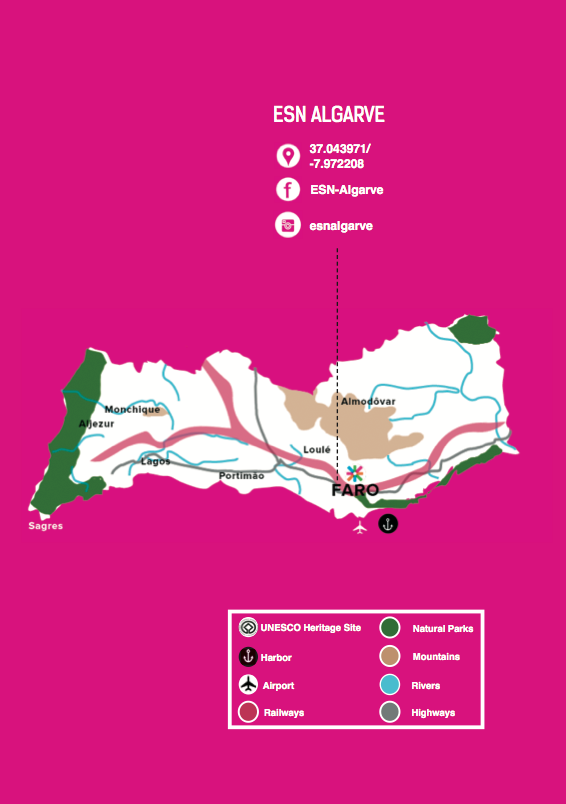 ESN ALGARVE
37.043971/
-7.972208
ESN-Algarve
esnalgarve
Almodôvar
Monchique
Aljezur
Loulé
Lagos
Portimão
FARO
Sagres
UNESCO Heritage Site
Harbor
Airport
Railways
Natural Parks
Mountains
Rivers
Highways